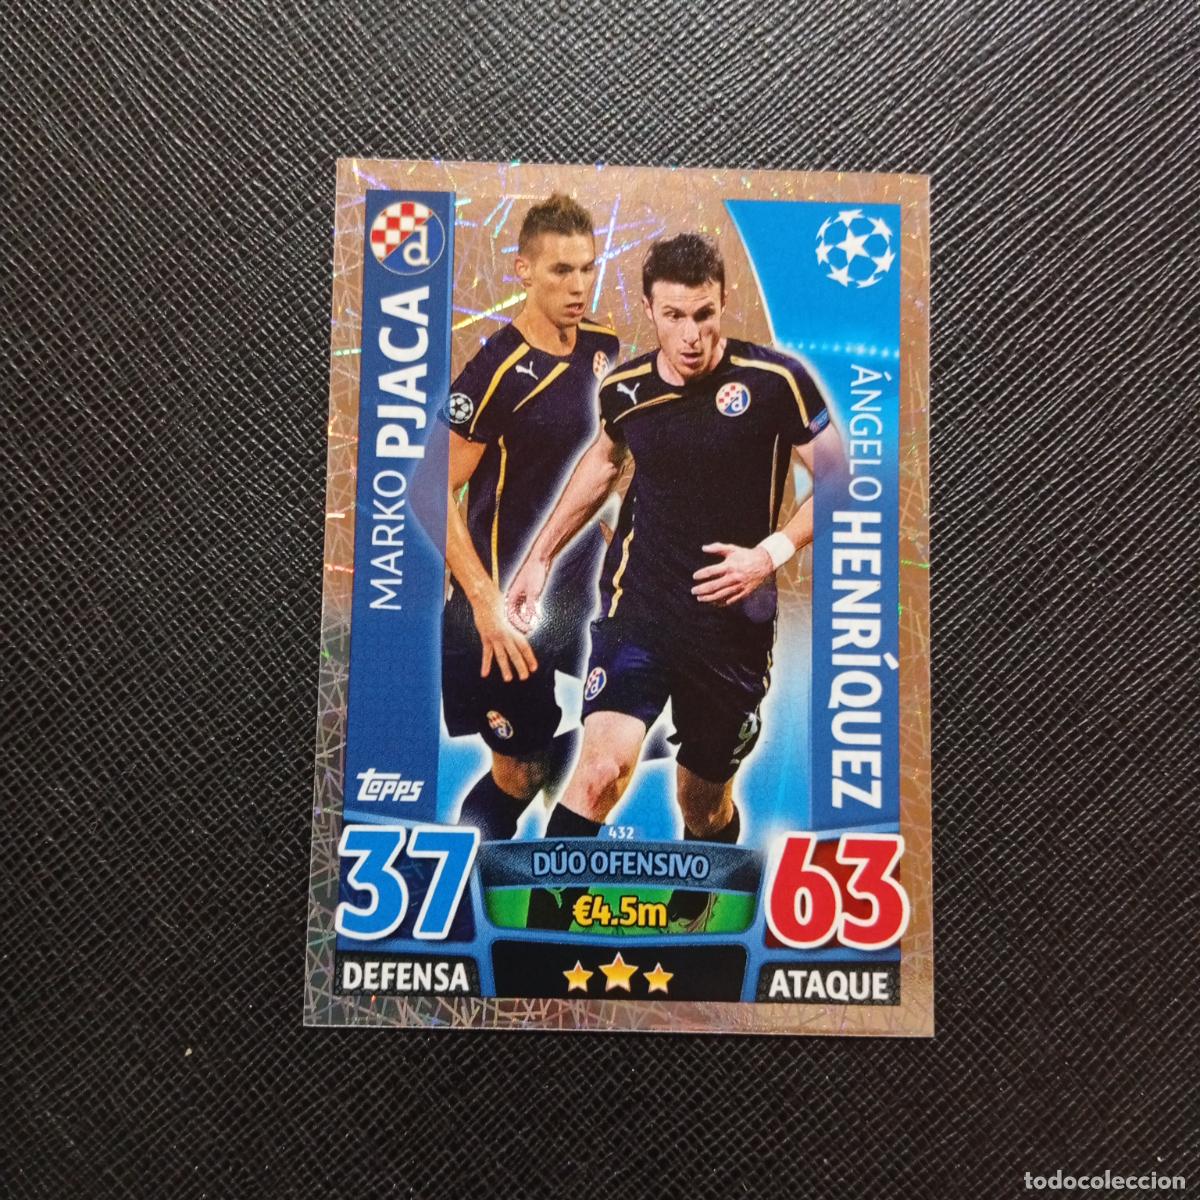 MARKO PJACA
ÁNGELO HENRÍQUEZ
TOPPS
432
DÚO OFENSIVO
€4.5m
37
DEFENSA
63
ATAQUE
todocoleccion